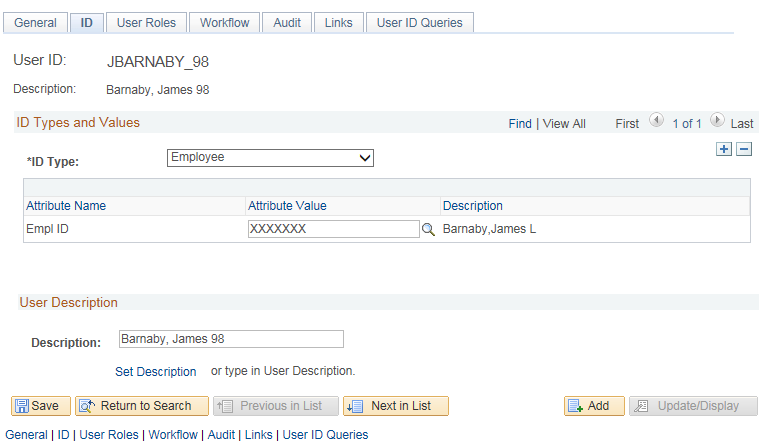 General ID User Roles Workflow Audit Links User ID Queries
User ID: JBARNABY_98
Description: Barnaby, James 98
ID Types and Values Find | View All First 1 of 1 Last
*ID Type: Employee
Attribute Name Attribute Value Description
Empl ID XXXXXXX Barnaby,James L
User Description
Description: Barnaby, James 98
Set Description or type in User Description.
Save Return to Search Previous in List Next in List Add Update/Display
General | ID | User Roles | Workflow | Audit | Links | User ID Queries